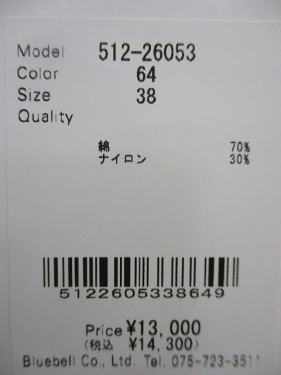 Model 512-26053
Color 64
Size 38
Quality
綿 70%
ナイロン 30%
5122605338649
Price ¥13,000
(税込 ¥14,300)
Bluebell Co., Ltd. Tel. 075-723-3511